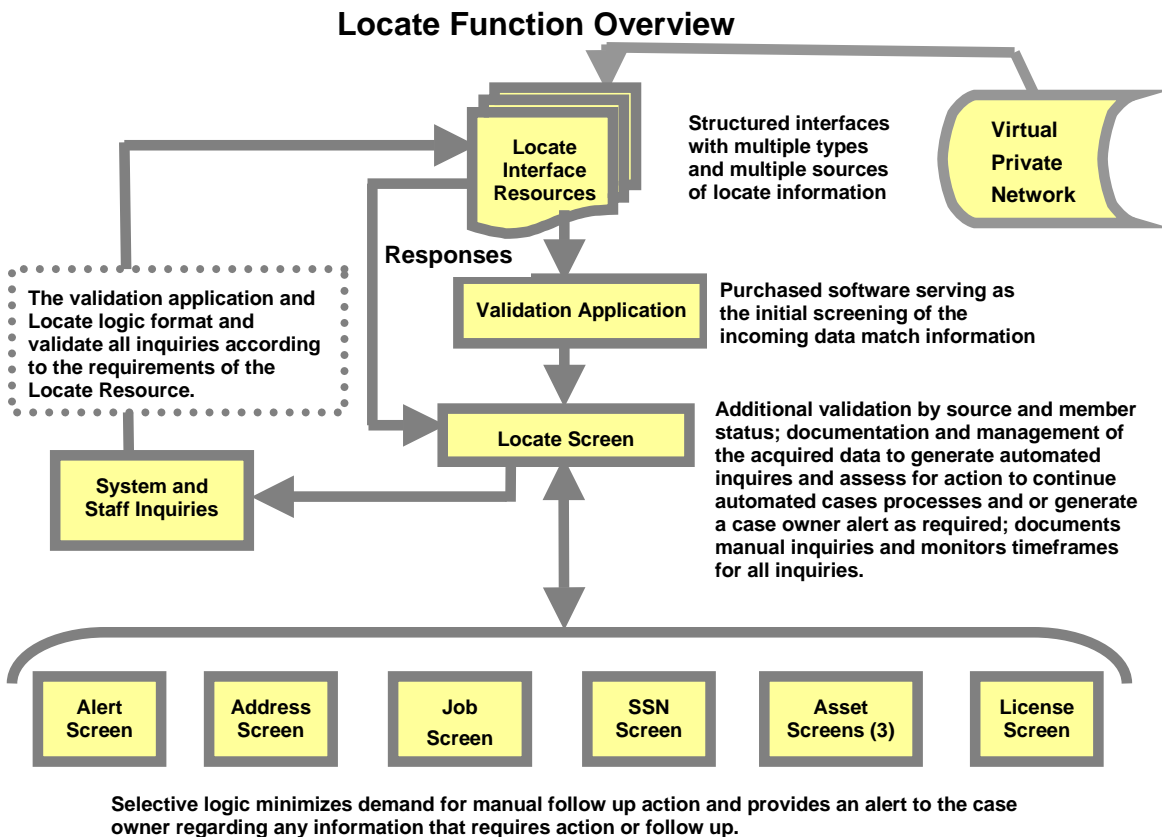 Locate Function Overview
Locate
Interface
Resources
Structured interfaces
with multiple types
and multiple sources
of locate information
Virtual
Private
Network
Responses
The validation application and
Locate logic format and
validate all inquiries according
to the requirements of the
Locate Resource.
Validation Application
Purchased software serving as
the initial screening of the
incoming data match information
Locate Screen
Additional validation by source and member
status; documentation and management of
the acquired data to generate automated
inquires and assess for action to continue
automated cases processes and or generate
a case owner alert as required; documents
manual inquiries and monitors timeframes
for all inquiries.
System and
Staff Inquiries
Alert
Screen
Address
Screen
Job
Screen
SSN
Screen
Asset
Screens (3)
License
Screen
Selective logic minimizes demand for manual follow up action and provides an alert to the case
owner regarding any information that requires action or follow up.